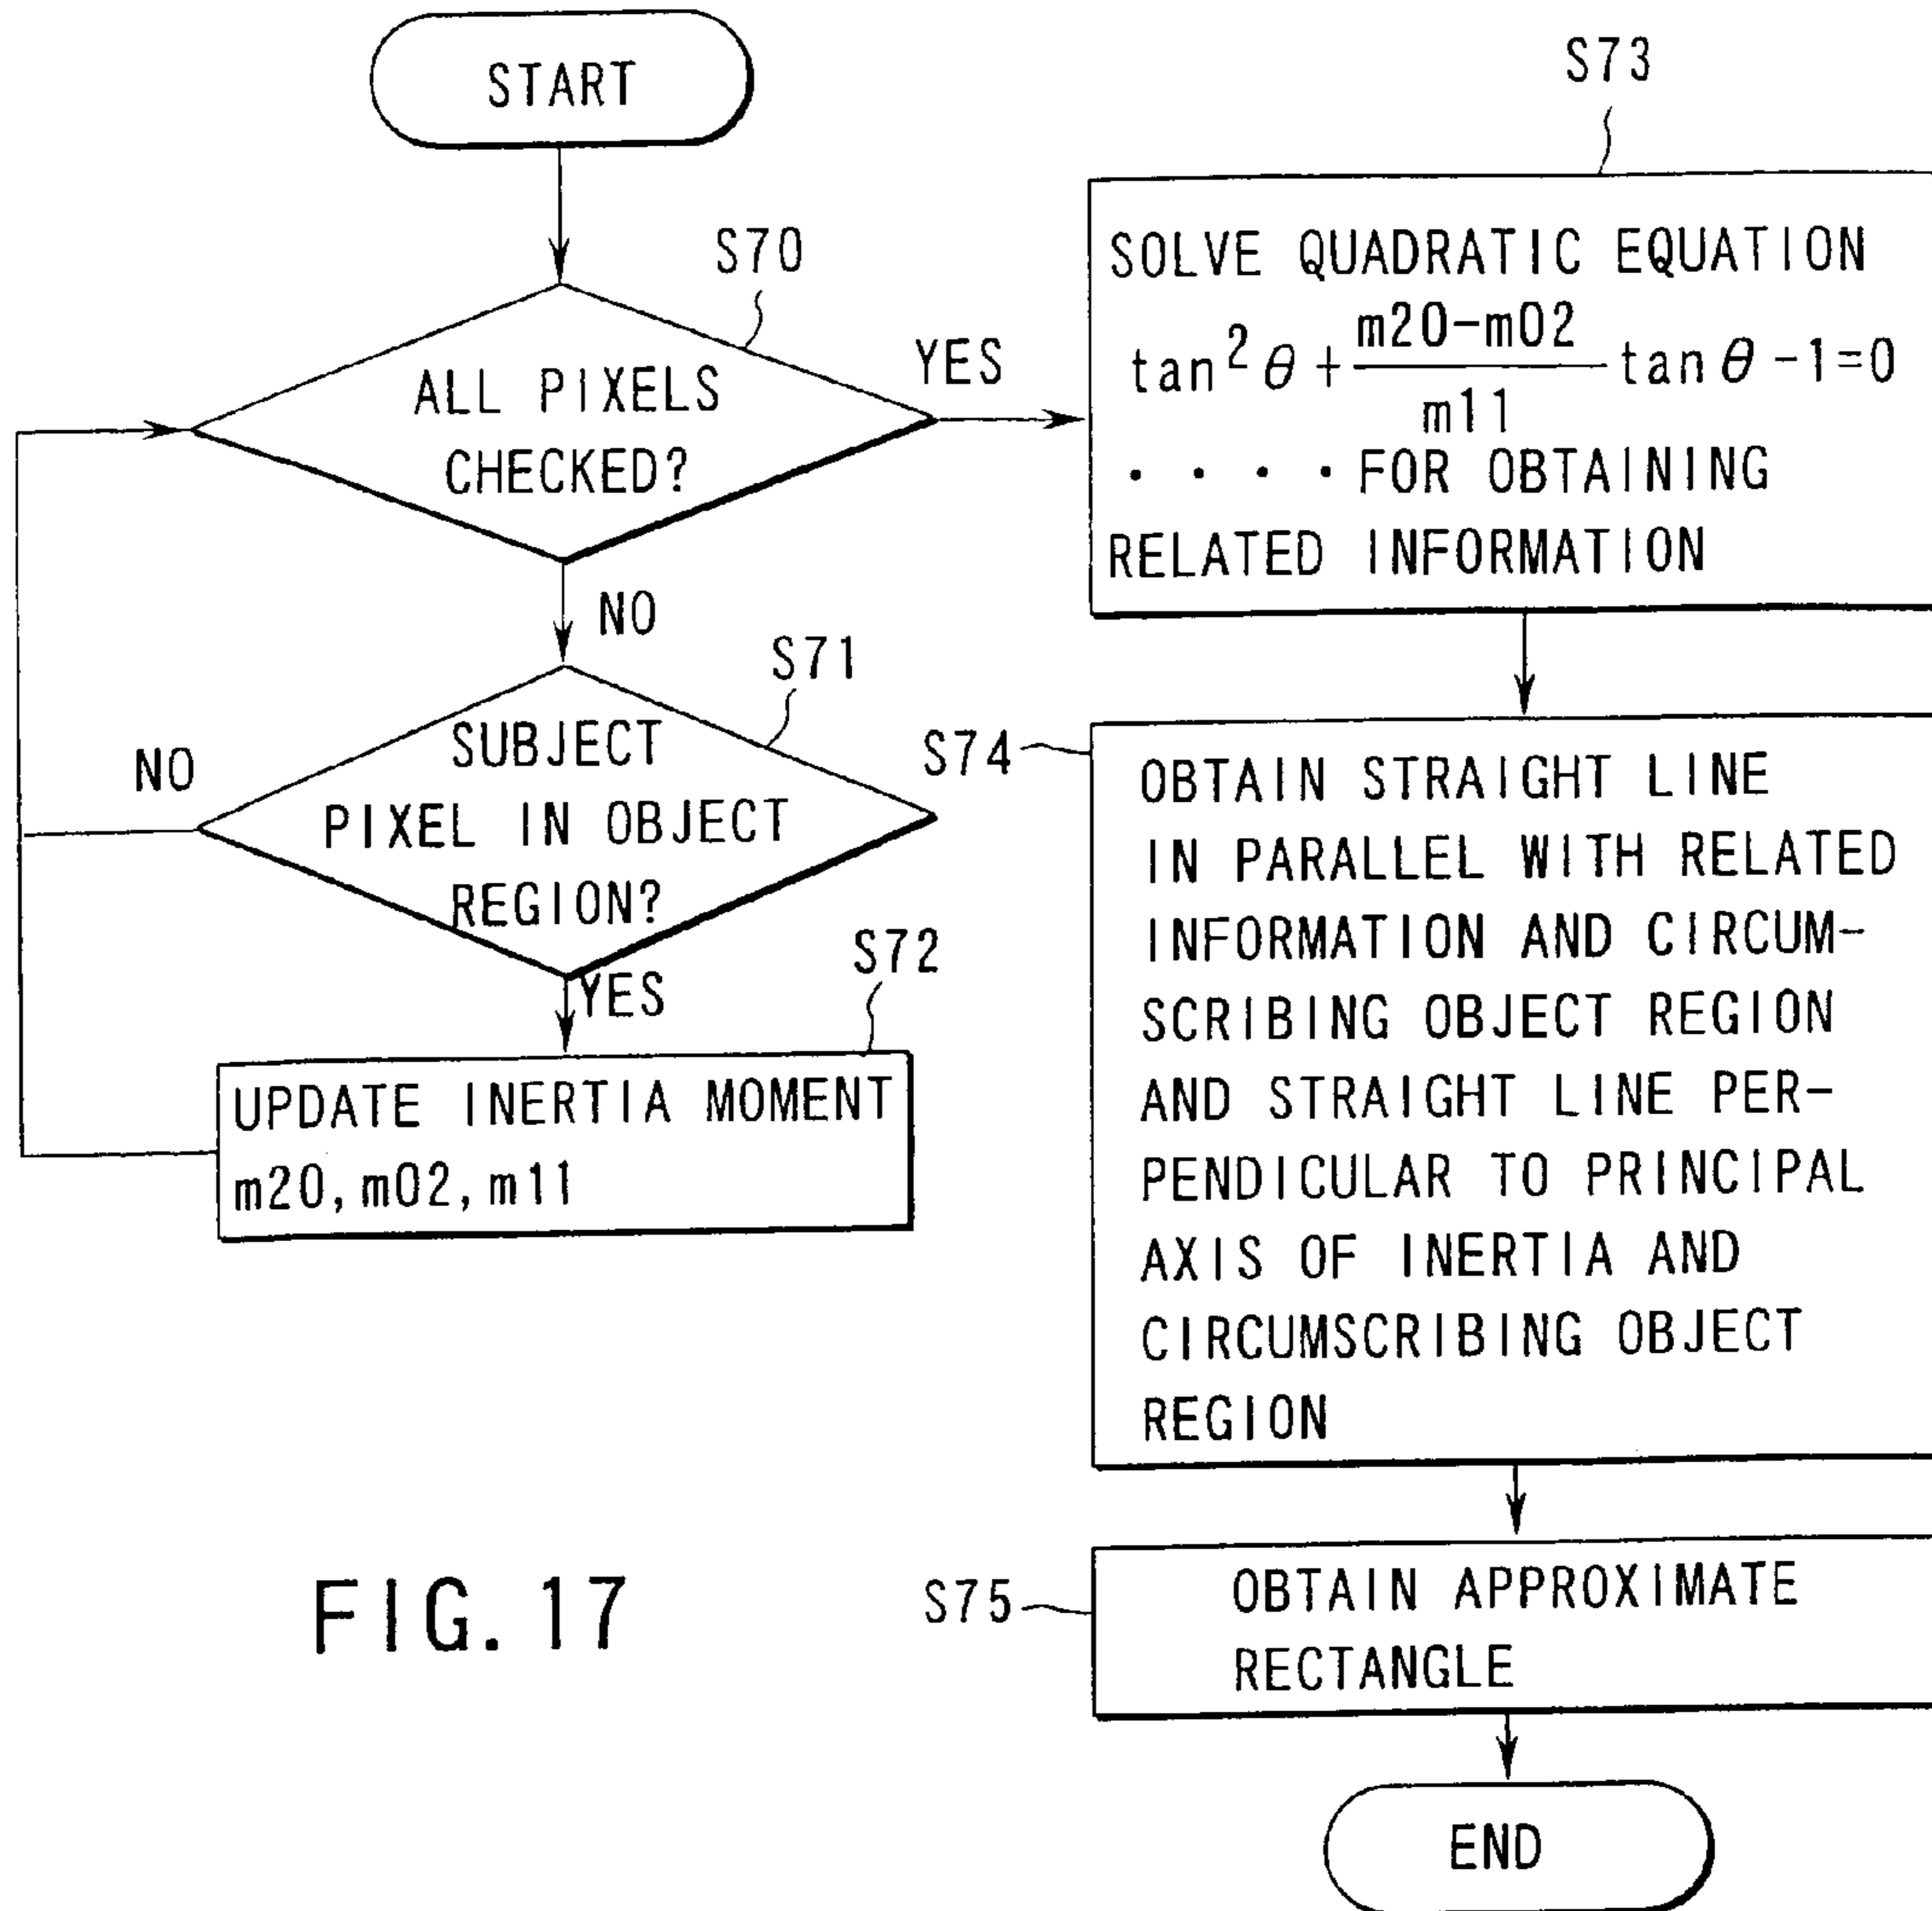 START
S70
ALL PIXELS
CHECKED?
YES
NO
S71
SUBJECT
PIXEL IN OBJECT
REGION?
NO
YES
S72
UPDATE INERTIA MOMENT
m20, m02, m11
S73
SOLVE QUADRATIC EQUATION
tan² θ + (m20-m02)/m11 tan θ -1=0
· · · · FOR OBTAINING
RELATED INFORMATION
S74
OBTAIN STRAIGHT LINE
IN PARALLEL WITH RELATED
INFORMATION AND CIRCUM-
SCRIBING OBJECT REGION
AND STRAIGHT LINE PER-
PENDICULAR TO PRINCIPAL
AXIS OF INERTIA AND
CIRCUMSCRIBING OBJECT
REGION
S75
OBTAIN APPROXIMATE
RECTANGLE
END
FIG. 17